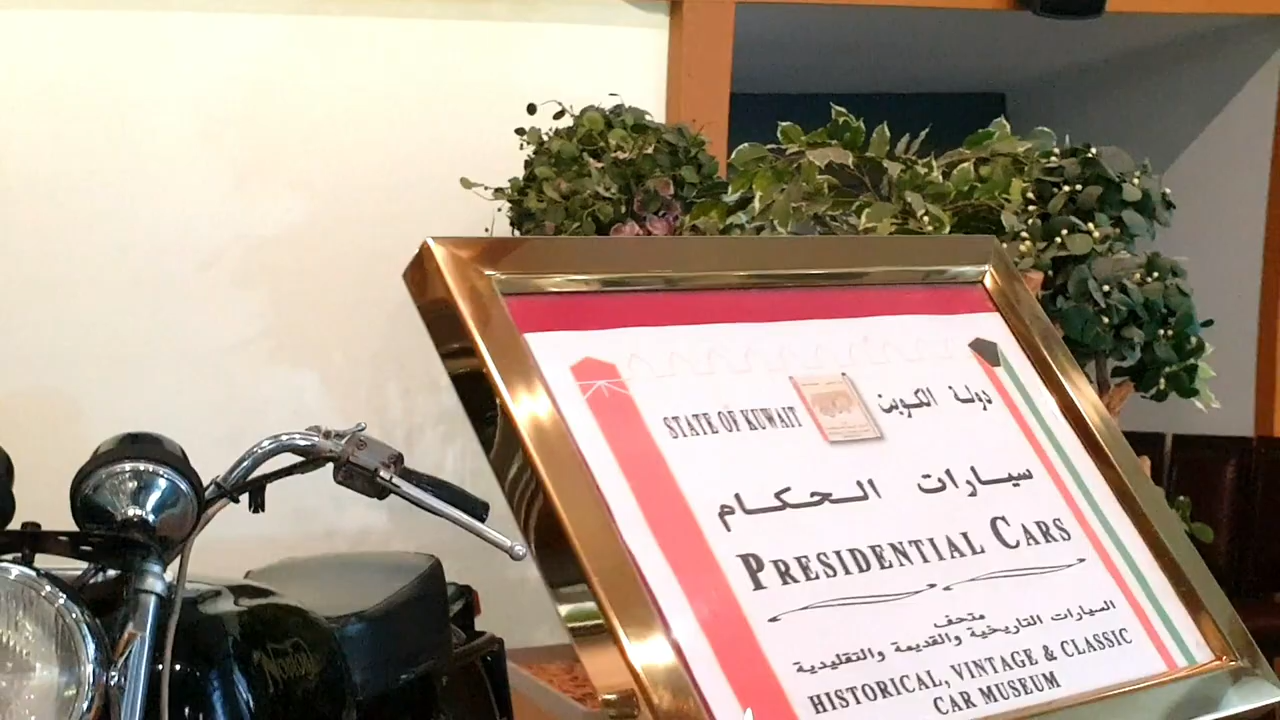 STATE OF KUWAIT دولة الكويت
سيارات الحكام
PRESIDENTIAL CARS
متحف
السيارات التاريخية والقديمة والتقليدية
HISTORICAL, VINTAGE & CLASSIC
CAR MUSEUM
Norton